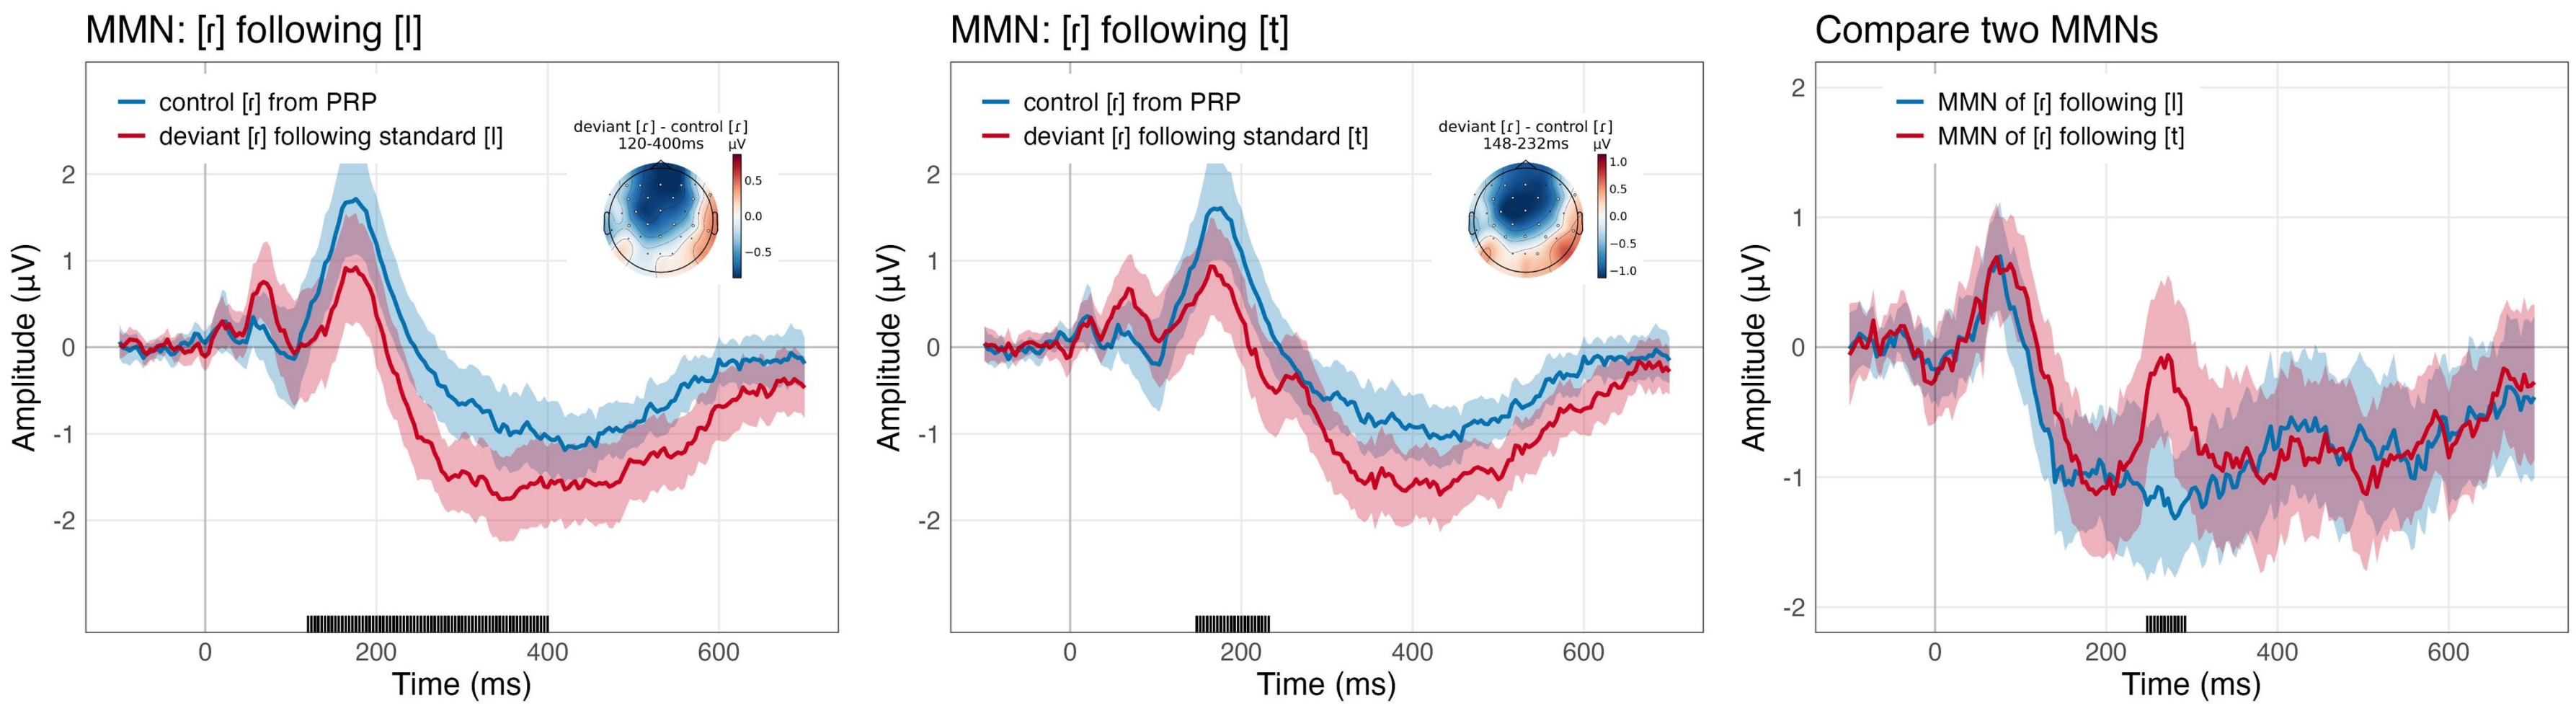 MMN: [ɾ] following [l]
control [ɾ] from PRP
deviant [ɾ] following standard [l]
deviant [ɾ] - control [ɾ]
120-400ms
µV
0.5
0.0
−0.5
2
1
0
-1
-2
Amplitude (µV)
0
200
400
600
Time (ms)
MMN: [ɾ] following [t]
control [ɾ] from PRP
deviant [ɾ] following standard [t]
deviant [ɾ] - control [ɾ]
148-232ms
µV
1.0
0.5
0.0
−0.5
−1.0
2
1
0
-1
-2
Amplitude (µV)
0
200
400
600
Time (ms)
Compare two MMNs
MMN of [ɾ] following [l]
MMN of [ɾ] following [t]
2
1
0
-1
-2
Amplitude (µV)
0
200
400
600
Time (ms)